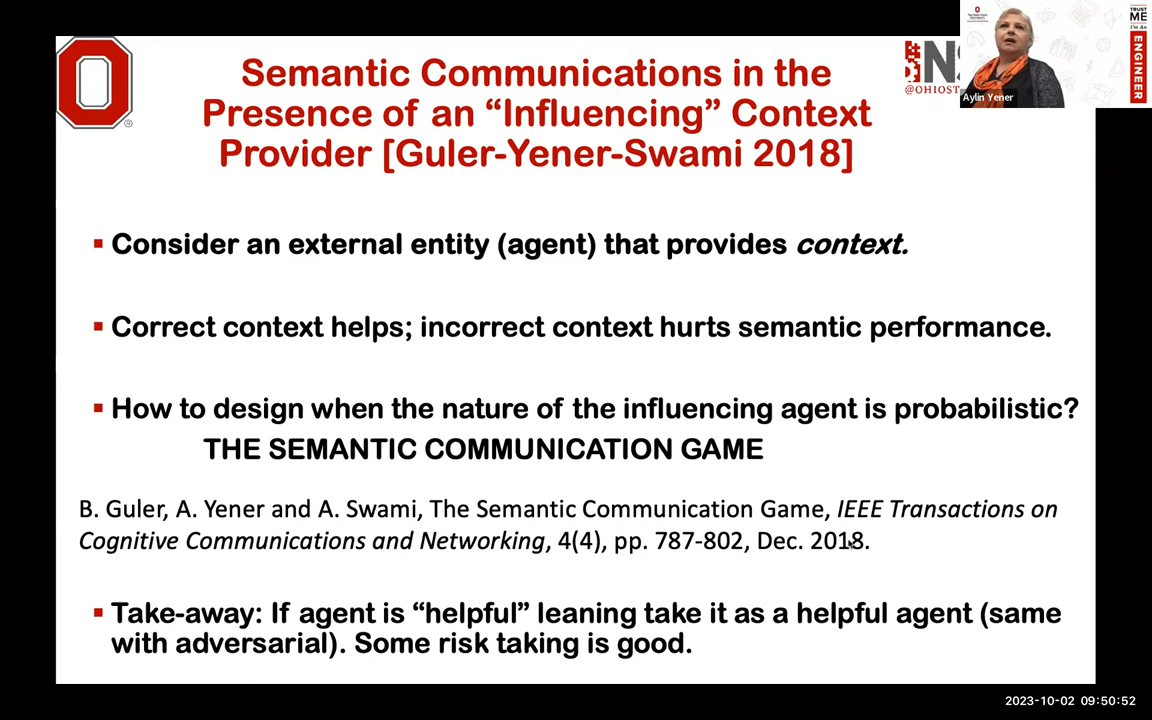 Semantic Communications in the
Presence of an “Influencing” Context
Provider [Guler-Yener-Swami 2018]
@OHIOST
Aylin Yener
TRUST
ME
I'm An
ENGINEER
▪ Consider an external entity (agent) that provides context.
▪ Correct context helps; incorrect context hurts semantic performance.
▪ How to design when the nature of the influencing agent is probabilistic?
THE SEMANTIC COMMUNICATION GAME
B. Guler, A. Yener and A. Swami, The Semantic Communication Game, IEEE Transactions on
Cognitive Communications and Networking, 4(4), pp. 787-802, Dec. 2018.
▪ Take-away: If agent is “helpful” leaning take it as a helpful agent (same
with adversarial). Some risk taking is good.
2023-10-02 09:50:52